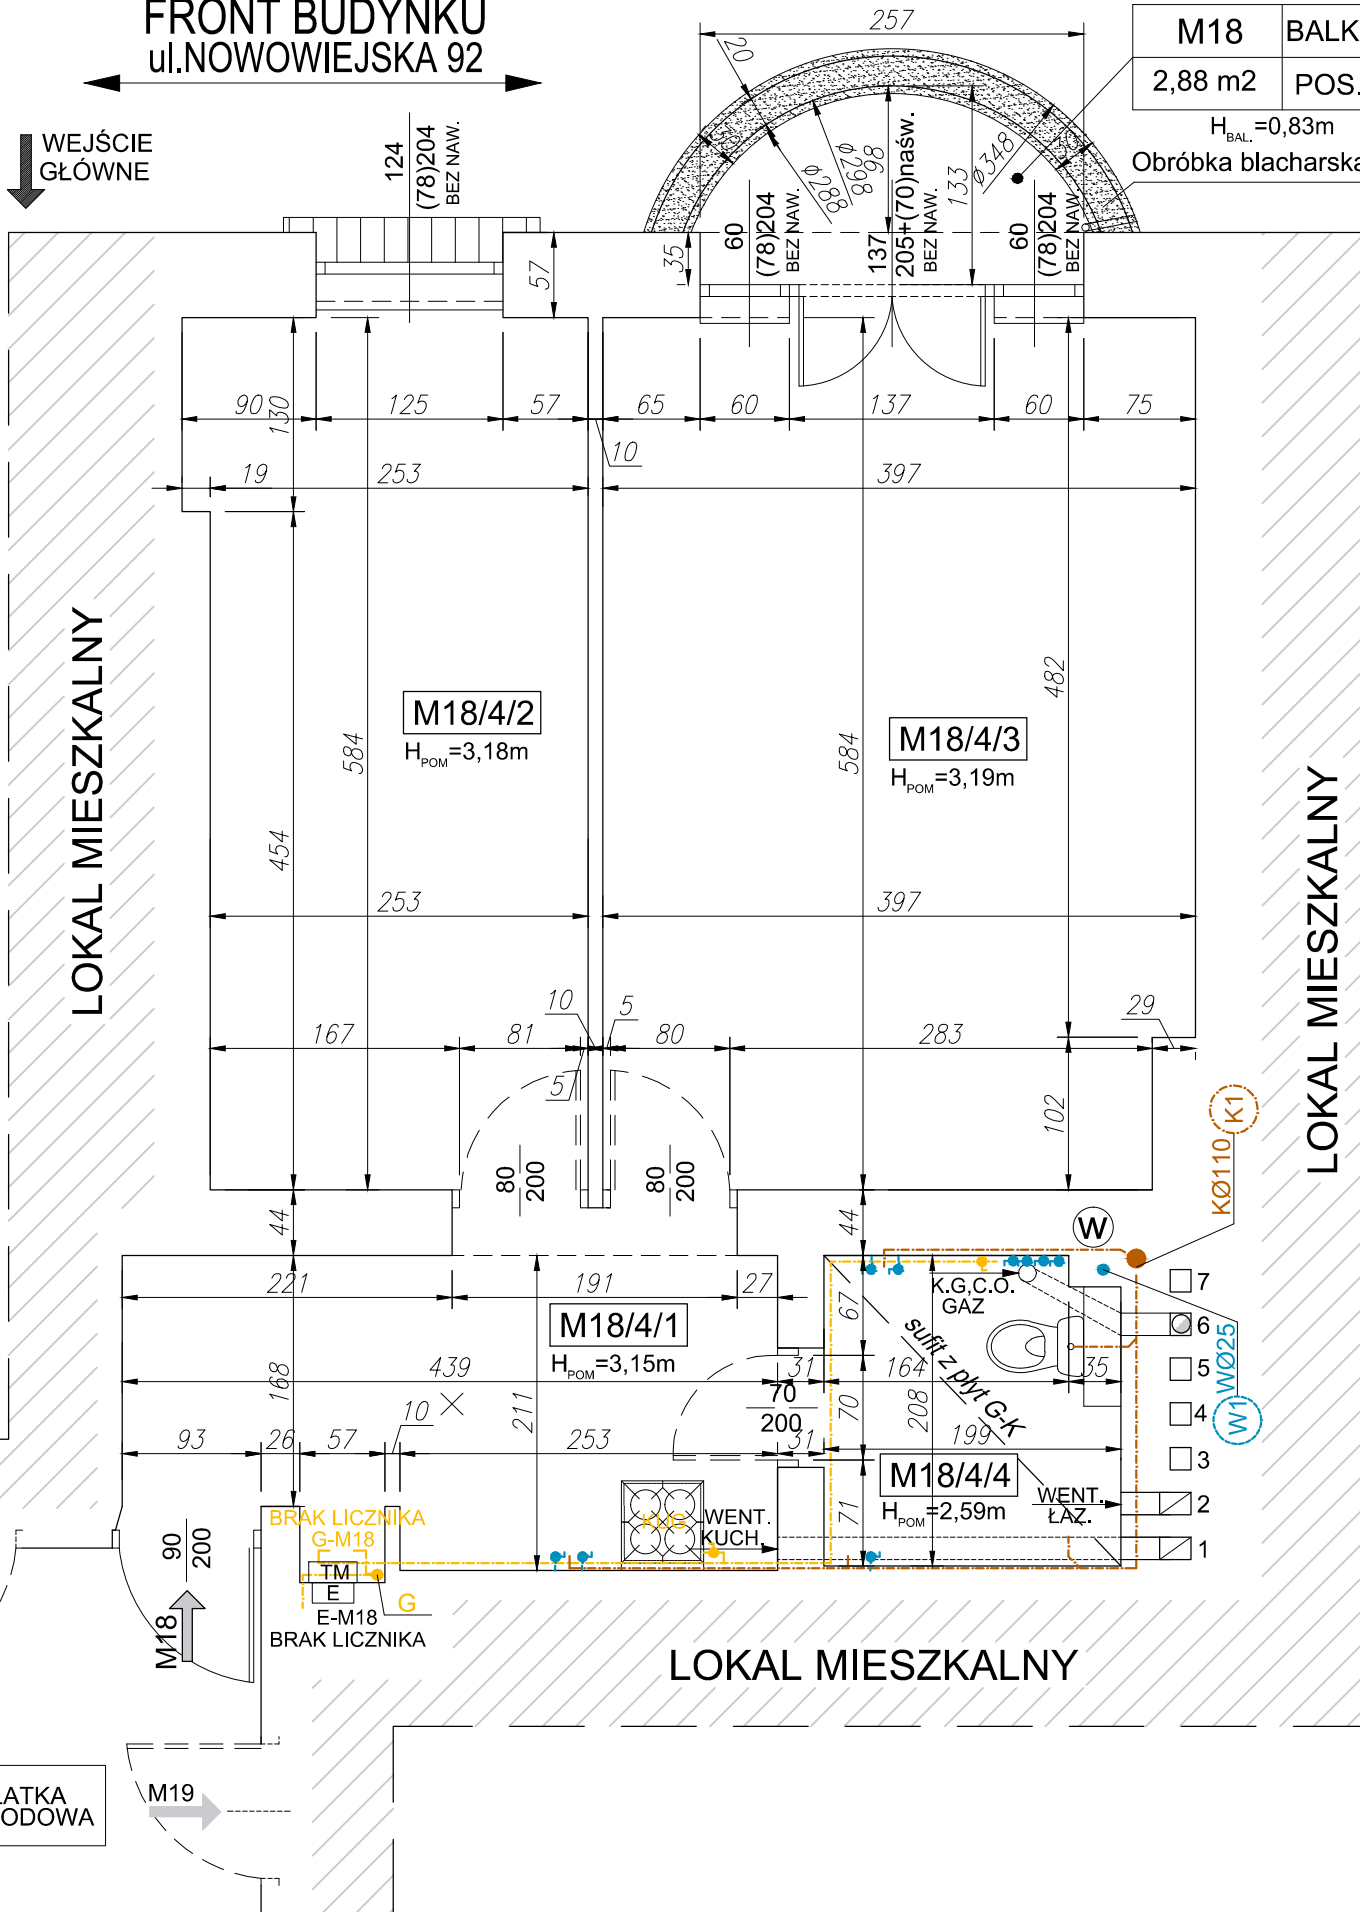 FRONT BUDYNKU
ul.NOWOWIEJSKA 92
WEJŚCIE
GŁÓWNE
257
M18
BALK
2,88 m2
POS.
HBAL.=0,83m
Obróbka blacharska
20
ϕ288
ϕ298
ϕ348
98
133
124
(78)204
BEZ NAW.
60
(78)204
BEZ NAW.
137
205+(70)naśw.
BEZ NAW.
60
(78)204
BEZ NAW.
57
35
90
130
125
57
65
60
137
60
75
10
19
253
397
M18/4/2
HPOM=3,18m
M18/4/3
HPOM=3,19m
584
584
482
454
253
397
LOKAL MIESZKALNY
LOKAL MIESZKALNY
10
5
29
167
81
80
283
5
102
80
200
80
200
K1
KØ110
44
44
W
221
191
27
M18/4/1
HPOM=3,15m
67
K.G,C.O.
GAZ
sufit z płyt G-K
7
6
5
4
3
2
1
WØ25
W1
168
439
31
164
35
211
70
200
70
208
10
93
26
57
253
31
199
M18/4/4
HPOM=2,59m
71
WENT.
ŁAZ.
BRAK LICZNIKA
G-M18
KUG
WENT.
KUCH.
90
200
TM
E
G
E-M18
BRAK LICZNIKA
M18
LOKAL MIESZKALNY
M19
ATKA
ODOWA